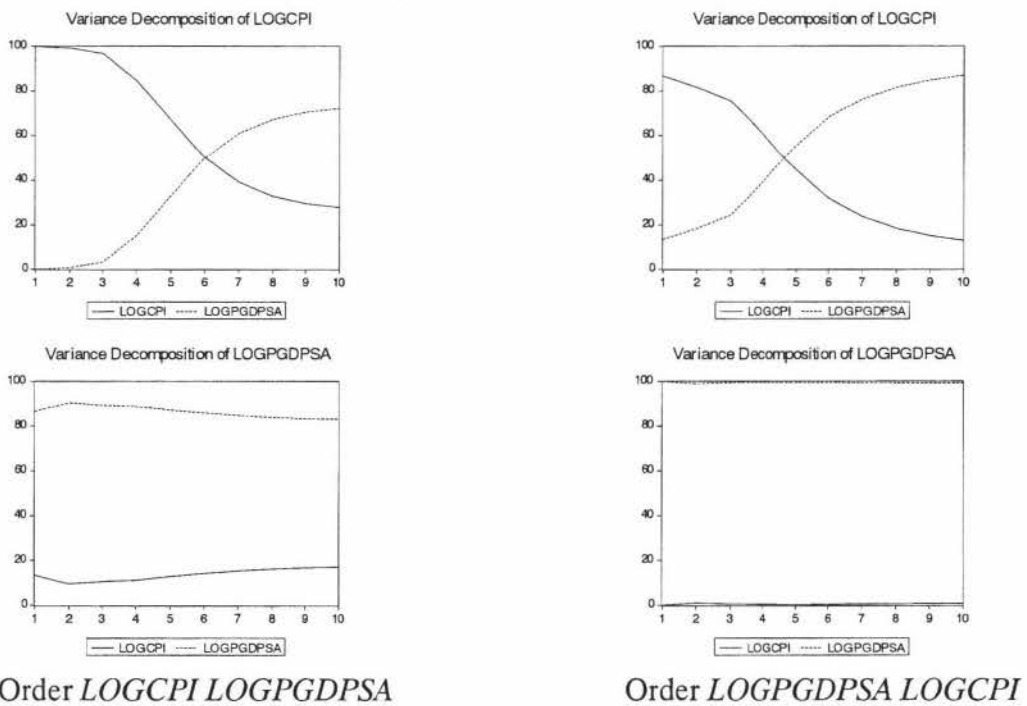 Variance Decomposition of LOGCPI
100
80
60
40
20
0
1 2 3 4 5 6 7 8 9 10
LOGCPI LOGPGDPSA
Variance Decomposition of LOGCPI
100
80
60
40
20
0
1 2 3 4 5 6 7 8 9 10
LOGCPI LOGPGDPSA
Variance Decomposition of LOGPGDPSA
100
80
60
40
20
0
1 2 3 4 5 6 7 8 9 10
LOGCPI LOGPGDPSA
Variance Decomposition of LOGPGDPSA
100
80
60
40
20
0
1 2 3 4 5 6 7 8 9 10
LOGCPI LOGPGDPSA
Order LOGCPI LOGPGDPSA
Order LOGPGDPSA LOGCPI